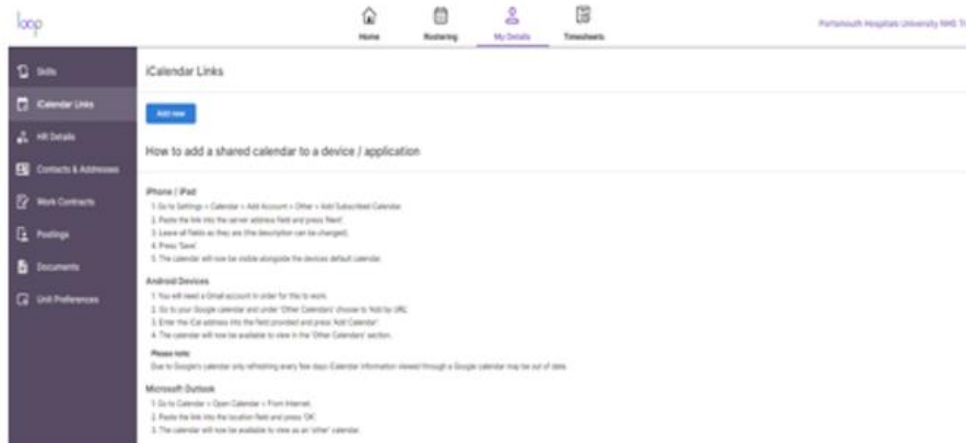 loop
Home
Rostering
My Details
Timesheets
Portsmouth Hospitals University NHS Tr
Skills
iCalendar Links
HR Details
Contacts & Addresses
Work Contracts
Postings
Documents
Unit Preferences
iCalendar Links
Add new
How to add a shared calendar to a device / application
iPhone / iPad
1. Go to Settings > Calendar > Add Account > Other > Add Subscribed Calendar.
2. Paste the link into the server address field and press 'Next'.
3. Leave all fields as they are (the description can be changed).
4. Press 'Save'.
5. The calendar will now be visible alongside the devices default calendar.
Android Devices
1. You will need a Gmail account in order for this to work.
2. Go to your Google calendar and under 'Other Calendars' choose to 'Add by URL'.
3. Enter the iCal address into the field provided and press 'Add Calendar'.
4. The calendar will now be available to view in the 'Other Calendars' section.
Please note:
Due to Google's calendar only refreshing every few days iCalendar information viewed through a Google calendar may be out of date.
Microsoft Outlook
1. Go to Calendar > Open Calendar > From Internet.
2. Paste the link into the location field and press 'OK'.
3. The calendar will now be available to view as an 'other' calendar.